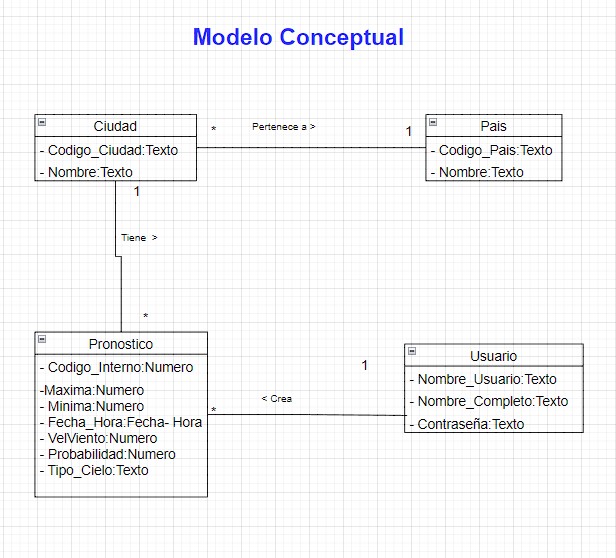 Modelo Conceptual
Ciudad
- Codigo_Ciudad:Texto
- Nombre:Texto
* Pertenece a > 1
Pais
- Codigo_Pais:Texto
- Nombre:Texto
1
Tiene >
*
Pronostico
- Codigo_Interno:Numero
-Maxima:Numero
- Minima:Numero
- Fecha_Hora:Fecha- Hora
- VelViento:Numero
- Probabilidad:Numero
- Tipo_Cielo:Texto
1
< Crea
*
Usuario
- Nombre_Usuario:Texto
- Nombre_Completo:Texto
- Contraseña:Texto